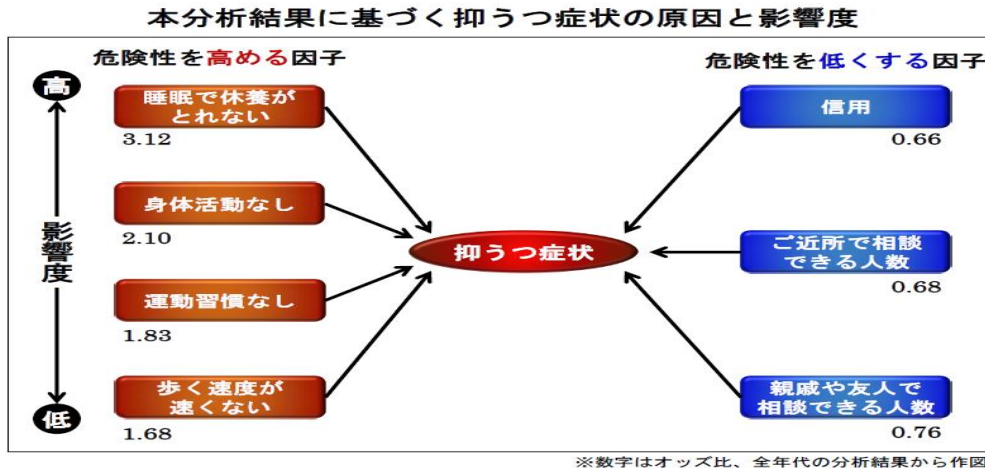 本分析結果に基づく抑うつ症状の原因と影響度
危険性を高める因子
危険性を低くする因子
高
影響度
低
睡眠で休養が
とれない
3.12
身体活動なし
2.10
運動習慣なし
1.83
歩く速度が
速くない
1.68
抑うつ症状
信用
0.66
ご近所で相談
できる人数
0.68
親戚や友人で
相談できる人数
0.76
※数字はオッズ比、全年代の分析結果から作図